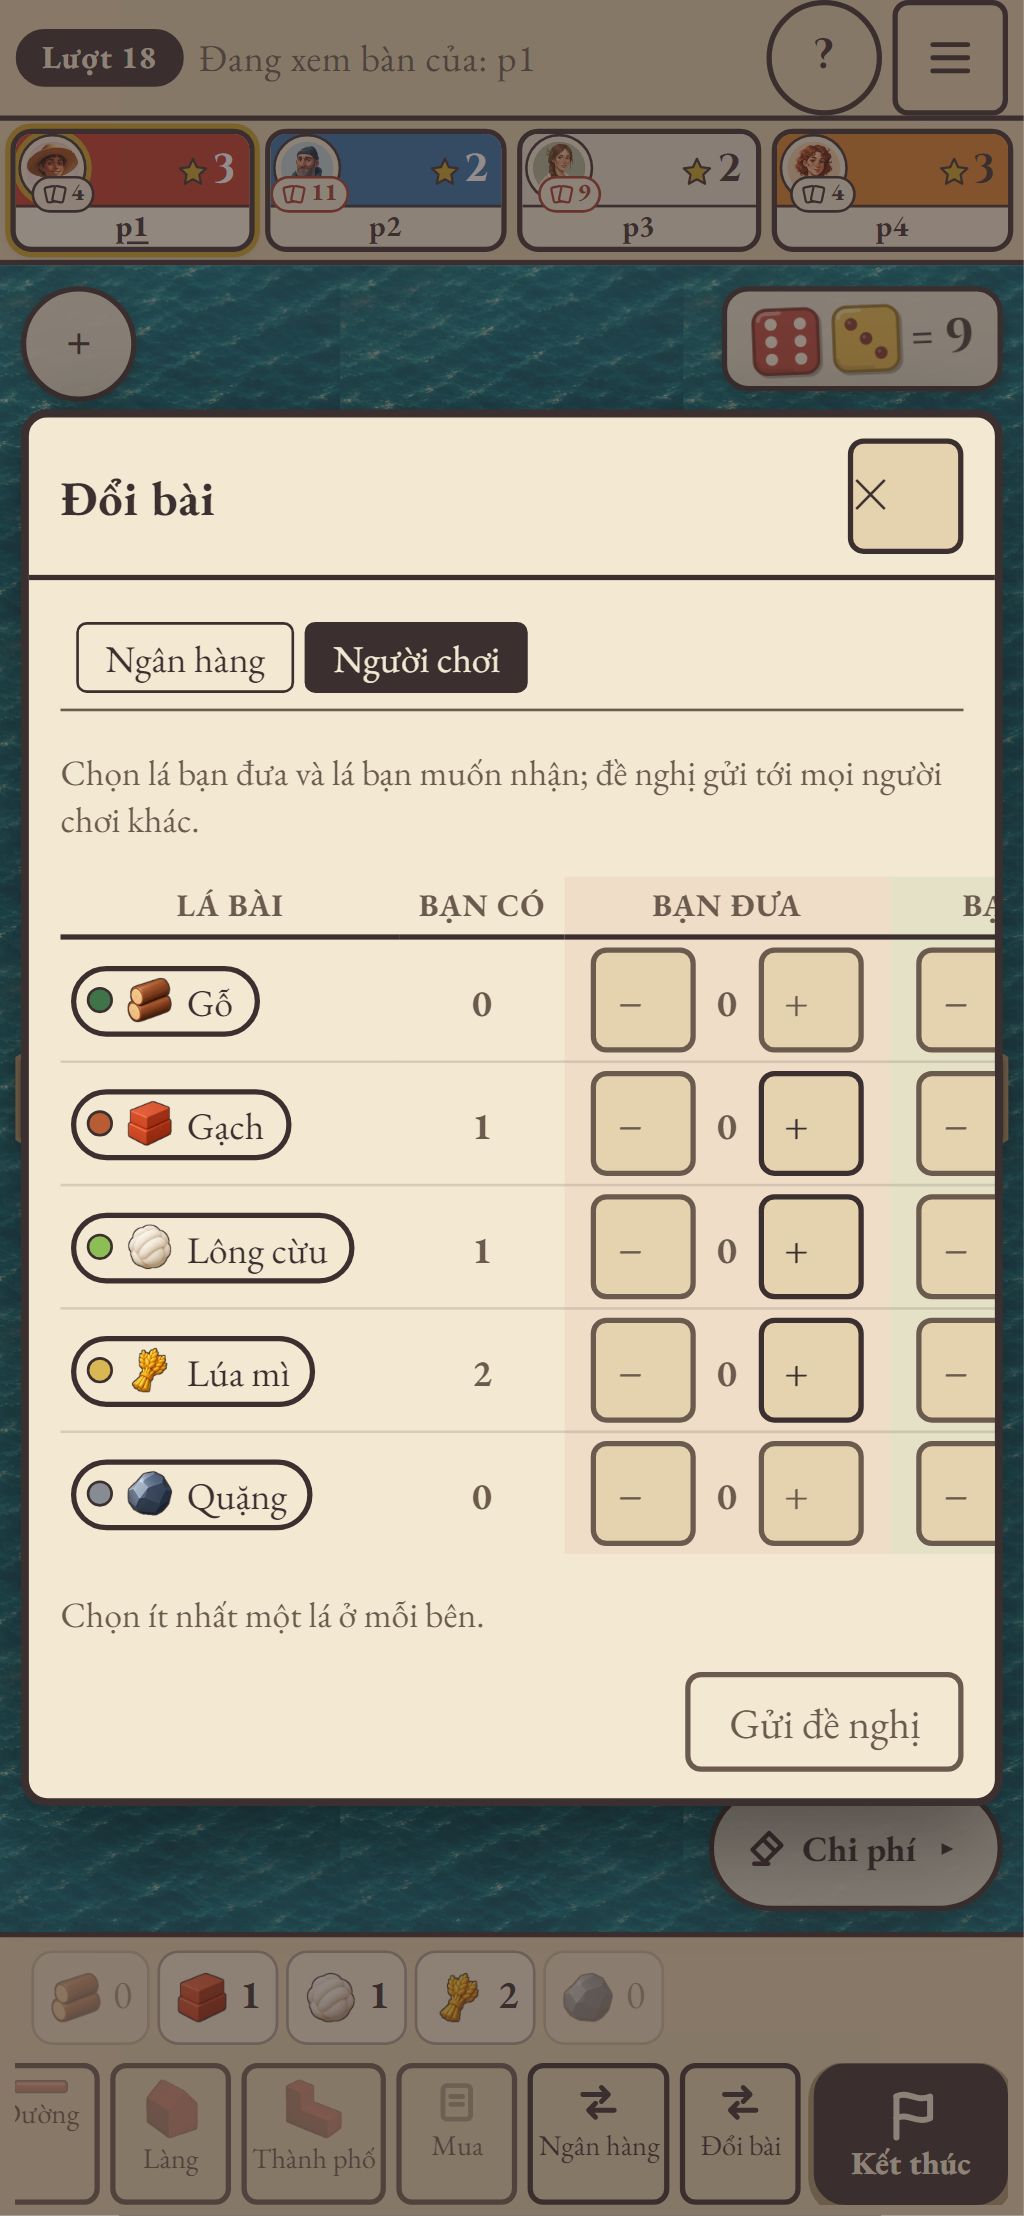 Lượt 18 Đang xem bàn của: p1 ?
4 3
11 2
9 2
4 3
p1 p2 p3 p4
+ = 9
Đổi bài ×
Ngân hàng Người chơi
Chọn lá bạn đưa và lá bạn muốn nhận; đề nghị gửi tới mọi người
chơi khác.
LÁ BÀI BẠN CÓ BẠN ĐƯA
Gỗ 0 − 0 + −
Gạch 1 − 0 + −
Lông cừu 1 − 0 + −
Lúa mì 2 − 0 + −
Quặng 0 − 0 + −
Chọn ít nhất một lá ở mỗi bên.
Gửi đề nghị
Chi phí ▸
0 1 1 2 0
Làng Thành phố Mua Ngân hàng Đổi bài Kết thúc